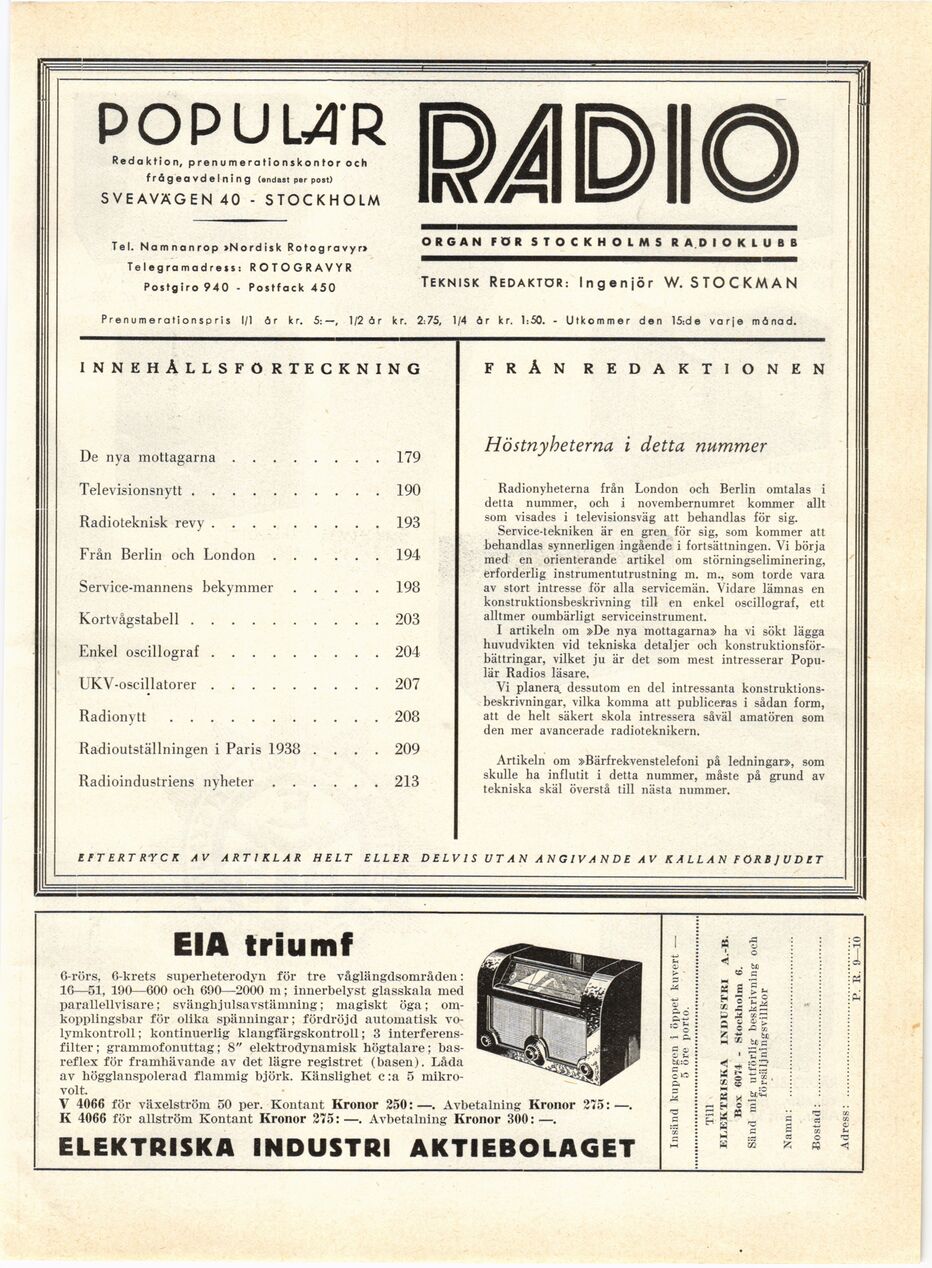 POPULÄR RADIO
Redaktion, prenumerationskontor och
frågeavdelning (endast per post)
SVEAVÄGEN 40 - STOCKHOLM
Tel. Namnanrop »Nordisk Rotogravyr»
Telegramadress: ROTOGRAVYR
Postgiro 940 - Postfack 450
ORGAN FÖR STOCKHOLMS RADIOKLUBB
TEKNISK REDAKTÖR: Ingenjör W. STOCKMAN
Prenumerationspris 1/1 år kr. 5:—, 1/2 år kr. 2:75, 1/4 år kr. 1:50. - Utkommer den 15:de varje månad.
INNEHÅLLSFÖRTECKNING
De nya mottagarna . . . . . . . . 179
Televisionsnytt . . . . . . . . . . 190
Radioteknisk revy . . . . . . . . . 193
Från Berlin och London . . . . . . 194
Service-mannens bekymmer . . . . . 198
Kortvågstabell . . . . . . . . . . 203
Enkel oscillograf . . . . . . . . . 204
UKV-oscillatorer . . . . . . . . . 207
Radionytt . . . . . . . . . . . 208
Radioutställningen i Paris 1938 . . . . 209
Radioindustriens nyheter . . . . . . 213
FRÅN REDAKTIONEN
Höstnyheterna i detta nummer
Radionyheterna från London och Berlin omtalas i
detta nummer, och i novembernumret kommer allt
som visades i televisionsväg att behandlas för sig.
Service-tekniken är en gren för sig, som kommer att
behandlas synnerligen ingående i fortsättningen. Vi börja
med en orienterande artikel om störningseliminering,
erforderlig instrumentutrustning m. m., som torde vara
av stort intresse för alla servicemän. Vidare lämnas en
konstruktionsbeskrivning till en enkel oscillograf, ett
alltmer oumbärligt serviceinstrument.
I artikeln om »De nya mottagarna» ha vi sökt lägga
huvudvikten vid tekniska detaljer och konstruktionsför-
bättringar, vilket ju är det som mest intresserar Popu-
lär Radios läsare.
Vi planera dessutom en del intressanta konstruktions-
beskrivningar, vilka komma att publiceras i sådan form,
att de helt säkert skola intressera såväl amatören som
den mer avancerade radioteknikern.
Artikeln om »Bärfrekvenstelefoni på ledningar», som
skulle ha influtit i detta nummer, måste på grund av
tekniska skäl överstå till nästa nummer.
EFTERTRYCK AV ARTIKLAR HELT ELLER DELVIS UTAN ANGIVANDE AV KÄLLAN FÖRBJUDET
EIA triumf
6-rörs, 6-krets superheterodyn för tre våglängdsområden:
16—51, 190—600 och 690—2000 m; innerbelyst glasskala med
parallellvisare; svänghjulsavstämning; magiskt öga; om-
kopplingsbar för olika spänningar; fördröjd automatisk vo-
lymkontroll; kontinuerlig klangfärgskontroll; 3 interferens-
filter; grammofonuttag; 8" elektrodynamisk högtalare; bas-
reflex för framhävande av det lägre registret (basen). Låda
av högglanspolerad flammig björk. Känslighet c:a 5 mikro-
volt.
V 4066 för växelström 50 per. Kontant Kronor 250:—. Avbetalning Kronor 275:—.
K 4066 för allström Kontant Kronor 275:—. Avbetalning Kronor 300:—.
ELEKTRISKA INDUSTRI AKTIEBOLAGET
Insänd kupongen i öppet kuvert —
5 öre porto.
Till
ELEKTRISKA INDUSTRI A.-B.
Box 6074 - Stockholm 6.
Sänd mig utförlig beskrivning och
försäljningsvillkor
Namn:
Bostad:
Adress:
P. R. 9—10